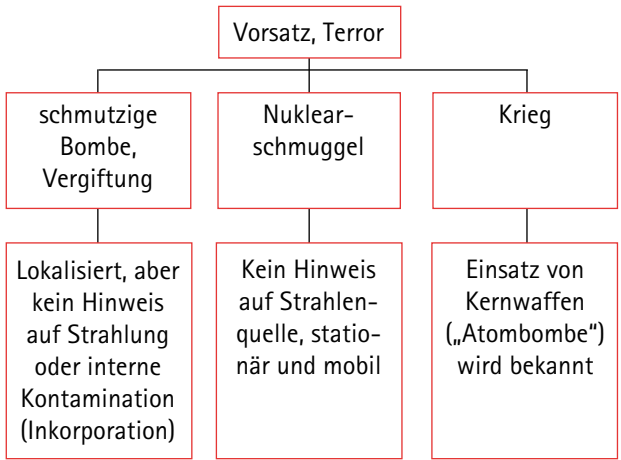 Vorsatz, Terror
schmutzige
Bombe,
Vergiftung
Nuklear-
schmuggel
Krieg
Lokalisiert, aber
kein Hinweis
auf Strahlung
oder interne
Kontamination
(Inkorporation)
Kein Hinweis
auf Strahlen-
quelle, statio-
när und mobil
Einsatz von
Kernwaffen
(„Atombombe“)
wird bekannt